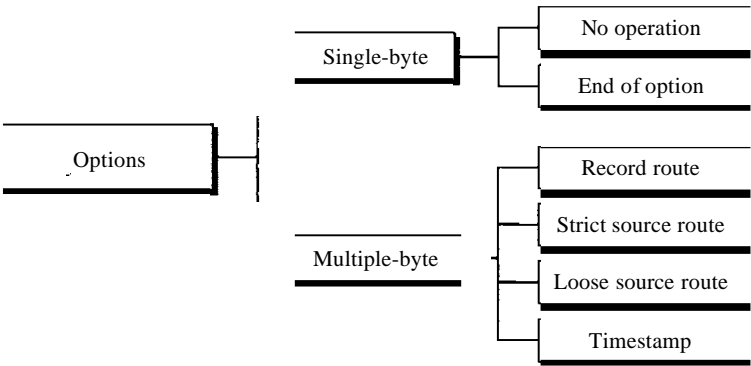 No operation
Single-byte
End of option
Options
Record route
Strict source route
Multiple-byte
Loose source route
Timestamp